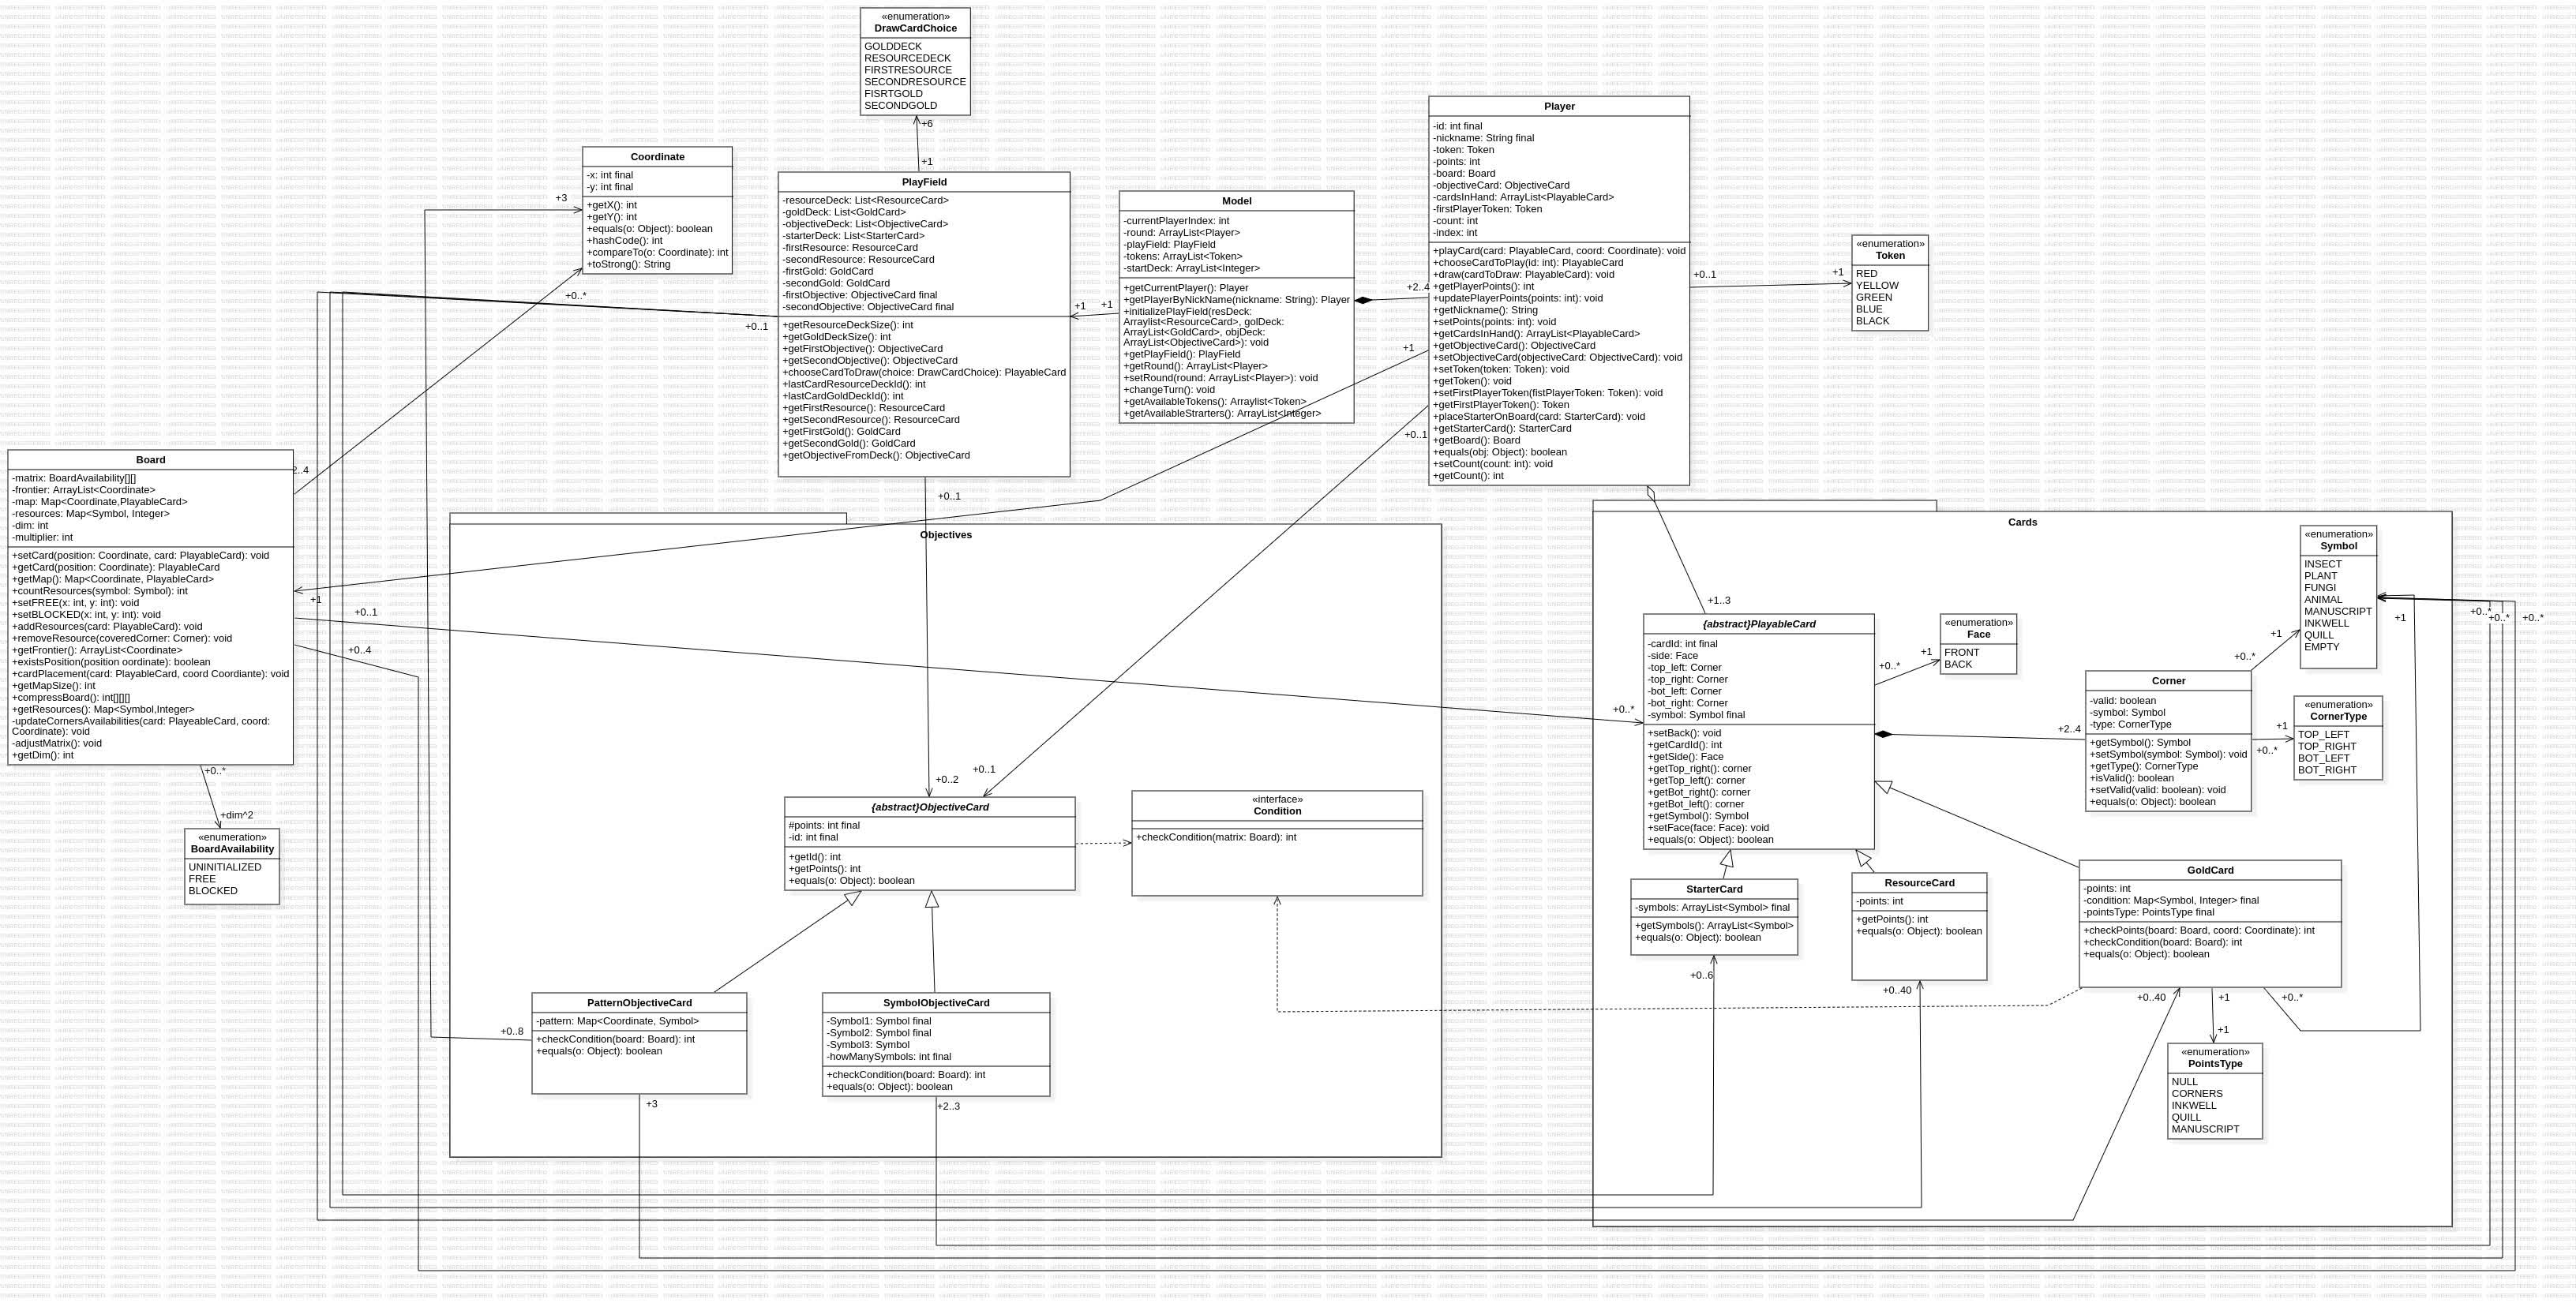 «enumeration»
DrawCardChoice
GOLDDECK
RESOURCEDECK
FIRSTRESOURCE
SECONDRESOURCE
FISRTGOLD
SECONDGOLD
+6
+1
Coordinate
-x: int final
-y: int final
+getX(): int
+getY(): int
+equals(o: Object): boolean
+hashCode(): int
+compareTo(o: Coordinate): int
+toStrong(): String
+3
+0..*
PlayField
-resourceDeck: List<ResourceCard>
-goldDeck: List<GoldCard>
-objectiveDeck: List<ObjectiveCard>
-starterDeck: List<StarterCard>
-firstResource: ResourceCard
-secondResource: ResourceCard
-firstGold: GoldCard
-secondGold: GoldCard
-firstObjective: ObjectiveCard final
-secondObjective: ObjectiveCard final
+getResourceDeckSize(): int
+getGoldDeckSize(): int
+getFirstObjective(): ObjectiveCard
+getSecondObjective(): ObjectiveCard
+chooseCardToDraw(choice: DrawCardChoice): PlayableCard
+lastCardResourceDeckId(): int
+lastCardGoldDeckId(): int
+getFirstResource(): ResourceCard
+getSecondResource(): ResourceCard
+getFirstGold(): GoldCard
+getSecondGold(): GoldCard
+getObjectiveFromDeck(): ObjectiveCard
+0..1
+0..1
+1
+1
Model
-currentPlayerIndex: int
-round: ArrayList<Player>
-playField: PlayField
-tokens: ArrayList<Token>
-startDeck: ArrayList<Integer>
+getCurrentPlayer(): Player
+getPlayerByNickName(nickname: String): Player
+initializePlayField(resDeck:
Arraylist<ResourceCard>, golDeck:
ArrayList<GoldCard>, objDeck:
ArrayList<ObjectiveCard>): void
+getPlayField(): PlayField
+getRound(): ArrayList<Player>
+setRound(round: ArrayList<Player>): void
+changeTurn(): void
+getAvailableTokens(): Arraylist<Token>
+getAvailableStrarters(): ArrayList<Integer>
+2..4
+1
+0..1
Player
-id: int final
-nickname: String final
-token: Token
-points: int
-board: Board
-objectiveCard: ObjectiveCard
-cardsInHand: ArrayList<PlayableCard>
-firstPlayerToken: Token
-count: int
-index: int
+playCard(card: PlayableCard, coord: Coordinate): void
+chooseCardToPlay(id: int): PlayableCard
+draw(cardToDraw: PlayableCard): void
+getPlayerPoints(): int
+updatePlayerPoints(points: int): void
+getNickname(): String
+setPoints(points: int): void
+getCardsInHand(): ArrayList<PlayableCard>
+getObjectiveCard(): ObjectiveCard
+setObjectiveCard(objectiveCard: ObjectiveCard): void
+setToken(token: Token): void
+getToken(): void
+setFirstPlayerToken(fistPlayerToken: Token): void
+getFirstPlayerToken(): Token
+placeStarterOnBoard(card: StarterCard): void
+getStarterCard(): StarterCard
+getBoard(): Board
+equals(obj: Object): boolean
+setCount(count: int): void
+getCount(): int
+0..1
+1
«enumeration»
Token
RED
YELLOW
GREEN
BLUE
BLACK
Board
-matrix: BoardAvailability[][]
-frontier: ArrayList<Coordinate>
-map: Map<Coordinate,PlayableCard>
-resources: Map<Symbol, Integer>
-dim: int
-multiplier: int
+setCard(position: Coordinate, card: PlayableCard): void
+getCard(position: Coordinate): PlayableCard
+getMap(): Map<Coordinate, PlayableCard>
+countResources(symbol: Symbol): int
+setFREE(x: int, y: int): void
+setBLOCKED(x: int, y: int): void
+addResources(card: PlayableCard): void
+removeResource(coveredCorner: Corner): void
+getFrontier(): ArrayList<Coordinate>
+existsPosition(position oordinate): boolean
+cardPlacement(card: PlayableCard, coord Coordiante): void
+getMapSize(): int
+compressBoard(): int[][][]
+getResources(): Map<Symbol,Integer>
-updateCornersAvailabilities(card: PlayeableCard, coord:
Coordinate): void
-adjustMatrix(): void
+getDim(): int
2..4
+1
+0..1
+0..4
+0..*
+dim^2
«enumeration»
BoardAvailability
UNINITIALIZED
FREE
BLOCKED
Objectives
+0..2
+0..1
{abstract}ObjectiveCard
#points: int final
-id: int final
+getId(): int
+getPoints(): int
+equals(o: Object): boolean
«interface»
Condition
+checkCondition(matrix: Board): int
PatternObjectiveCard
-pattern: Map<Coordinate, Symbol>
+checkCondition(board: Board): int
+equals(o: Object): boolean
+0..8
+3
SymbolObjectiveCard
-Symbol1: Symbol final
-Symbol2: Symbol final
-Symbol3: Symbol
-howManySymbols: int final
+checkCondition(board: Board): int
+equals(o: Object): boolean
+2..3
Cards
+1..3
+0..*
{abstract}PlayableCard
-cardId: int final
-side: Face
-top_left: Corner
-top_right: Corner
-bot_left: Corner
-bot_right: Corner
-symbol: Symbol final
+setBack(): void
+getCardId(): int
+getSide(): Face
+getTop_right(): corner
+getTop_left(): corner
+getBot_right(): corner
+getBot_left(): corner
+getSymbol(): Symbol
+setFace(face: Face): void
+equals(o: Object): boolean
+0..*
+1
«enumeration»
Face
FRONT
BACK
«enumeration»
Symbol
INSECT
PLANT
FUNGI
ANIMAL
MANUSCRIPT
INKWELL
QUILL
EMPTY
+1
+0..*
+0..*
+0..*
+1
+0..*
Corner
-valid: boolean
-symbol: Symbol
-type: CornerType
+getSymbol(): Symbol
+setSymbol(symbol: Symbol): void
+getType(): CornerType
+isValid(): boolean
+setValid(valid: boolean): void
+equals(o: Object): boolean
+2..4
+1
+0..*
«enumeration»
CornerType
TOP_LEFT
TOP_RIGHT
BOT_LEFT
BOT_RIGHT
StarterCard
-symbols: ArrayList<Symbol> final
+getSymbols(): ArrayList<Symbol>
+equals(o: Object): boolean
+0..6
ResourceCard
-points: int
+getPoints(): int
+equals(o: Object): boolean
+0..40
GoldCard
-points: int
-condition: Map<Symbol, Integer> final
-pointsType: PointsType final
+checkPoints(board: Board, coord: Coordinate): int
+checkCondition(board: Board): int
+equals(o: Object): boolean
+0..40
+1
+0..*
+1
«enumeration»
PointsType
NULL
CORNERS
INKWELL
QUILL
MANUSCRIPT